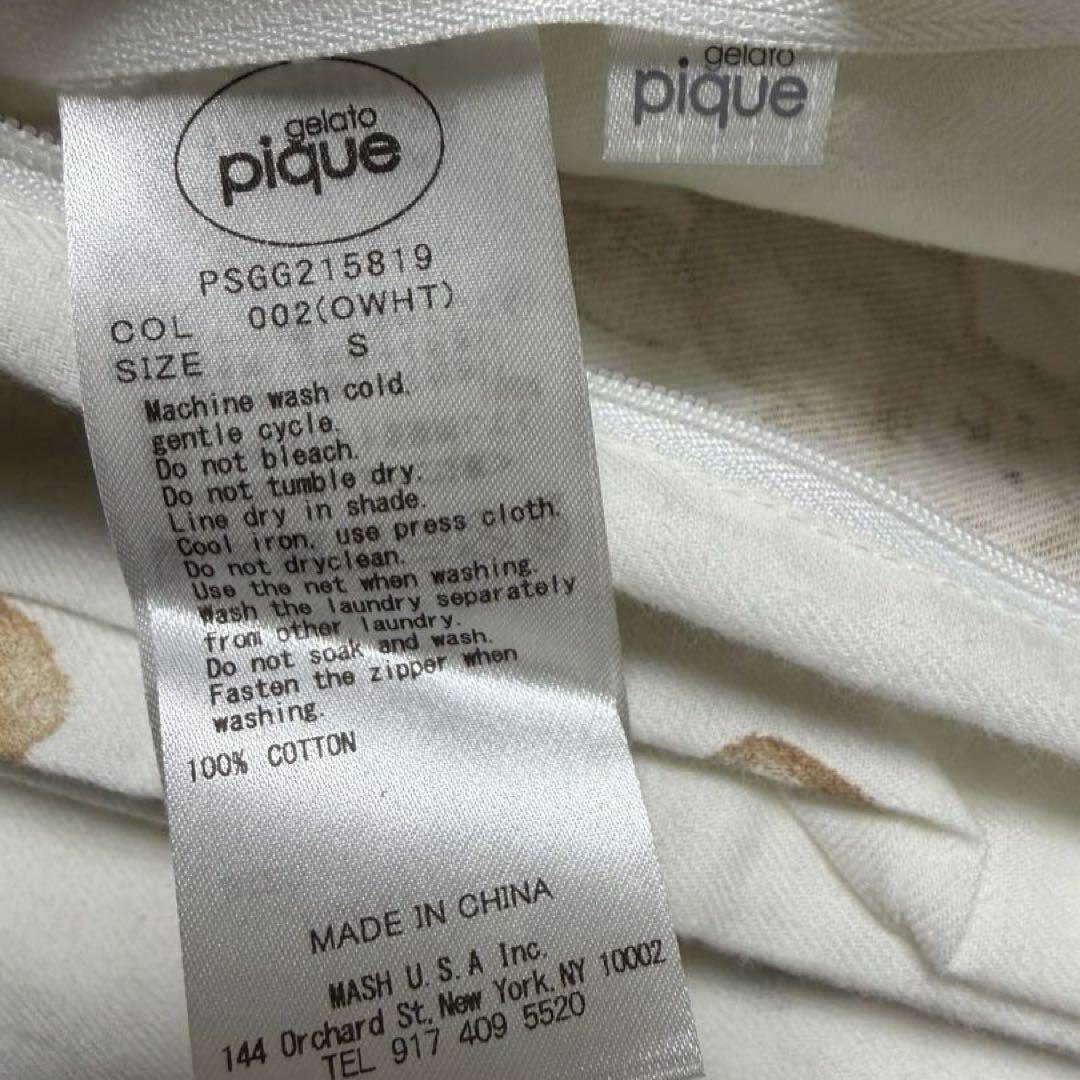 gelato
pique
gelato
pique
PSGG215819
COL 002(OWHT)
SIZE S
Machine wash cold,
gentle cycle.
Do not bleach.
Do not tumble dry.
Line dry in shade.
Cool iron, use press cloth.
Do not dryclean.
Use the net when washing.
Wash the laundry separately
from other laundry.
Do not soak and wash.
Fasten the zipper when
washing.
100% COTTON
MADE IN CHINA
MASH U.S.A Inc.
144 Orchard St, New York, NY 10002
TEL 917 409 5520